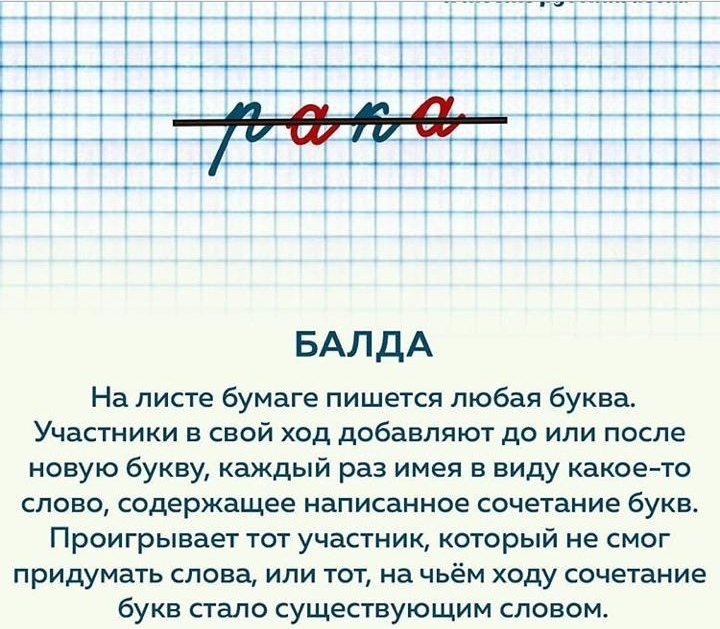 рапа
БАЛДА
На листе бумаге пишется любая буква.
Участники в свой ход добавляют до или после
новую букву, каждый раз имея в виду какое-то
слово, содержащее написанное сочетание букв.
Проигрывает тот участник, который не смог
придумать слова, или тот, на чьём ходу сочетание
букв стало существующим словом.